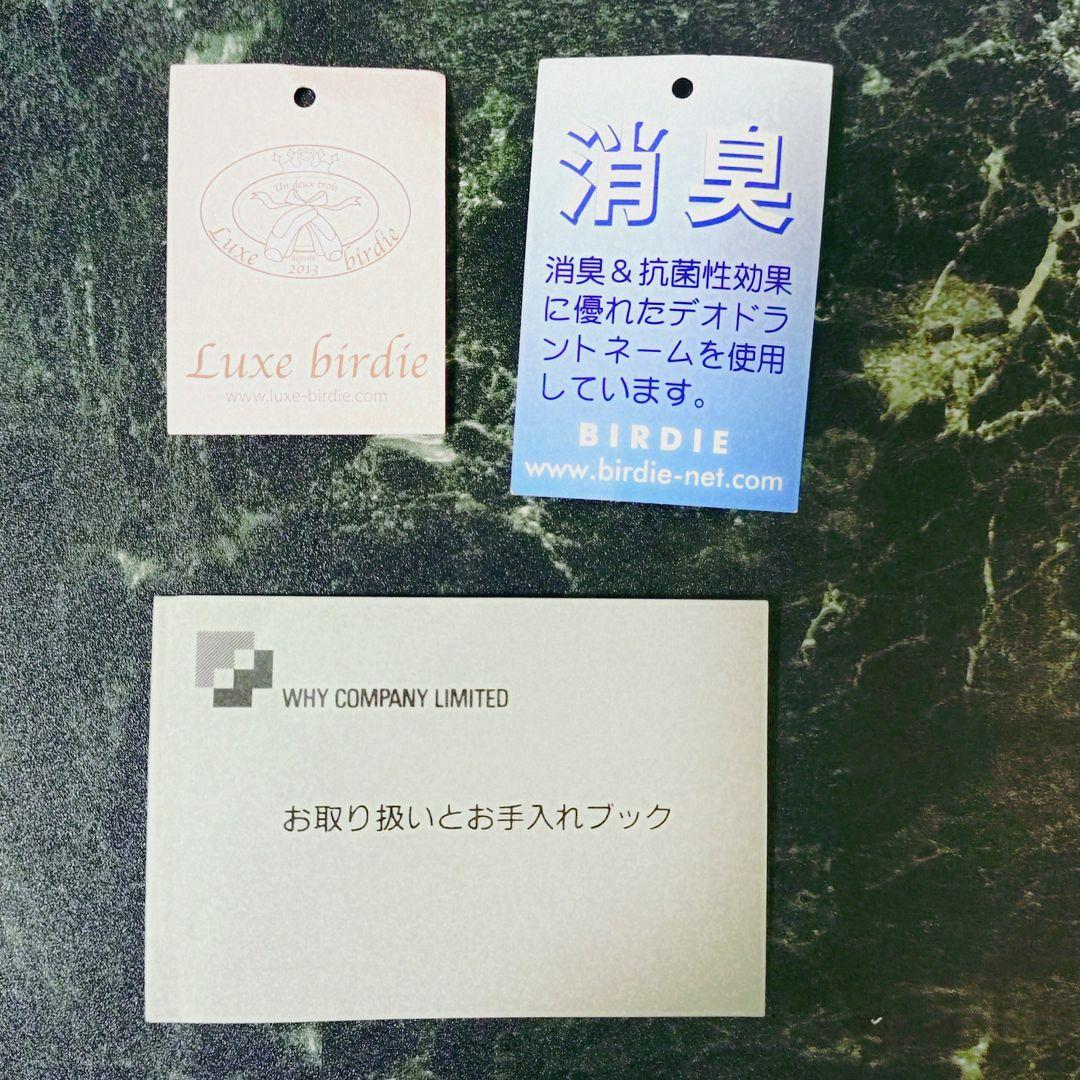 Un deux trois
Luxe birdie
depuis
2013
Luxe birdie
www.luxe-birdie.com
消臭
消臭＆抗菌性効果
に優れたデオドラ
ントネームを使用
しています。
BIRDIE
www.birdie-net.com
WHY COMPANY LIMITED
お取り扱いとお手入れブック